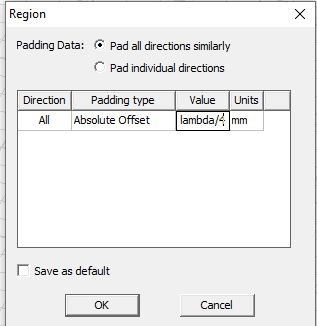 Region
Padding Data: Pad all directions similarly
Pad individual directions
Direction Padding type Value Units
All Absolute Offset lambda/4 mm
Save as default
OK Cancel